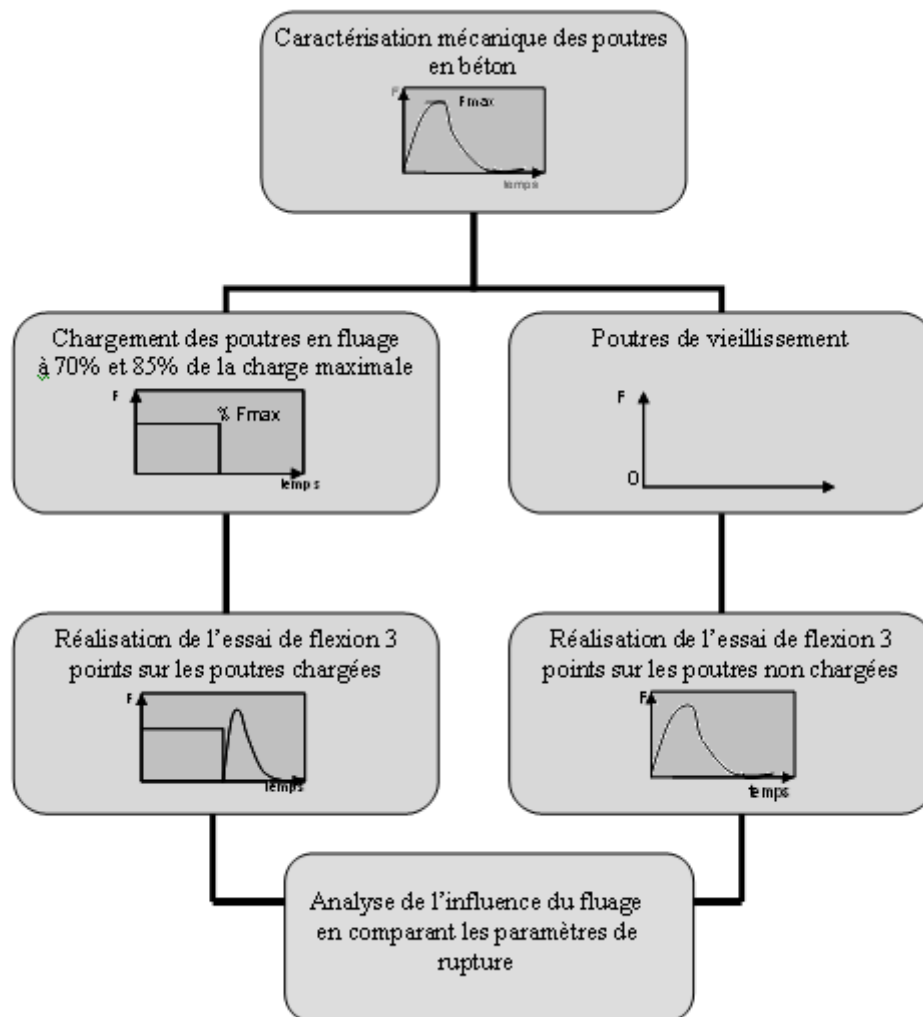 Caractérisation mécanique des poutres
en béton
F
Fmax
temps
Chargement des poutres en fluage
à 70% et 85% de la charge maximale
F
% Fmax
temps
Poutres de vieillissement
F
O
Réalisation de l'essai de flexion 3
points sur les poutres chargées
F
temps
Réalisation de l'essai de flexion 3
points sur les poutres non chargées
F
temps
Analyse de l'influence du fluage
en comparant les paramètres de
rupture